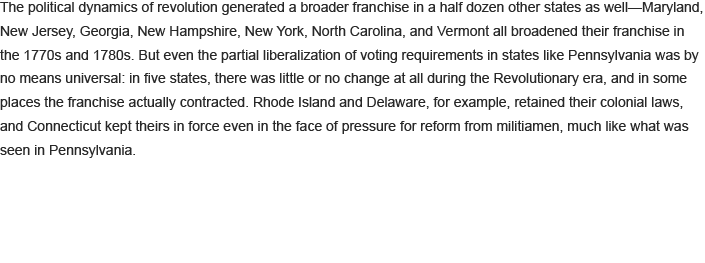 The political dynamics of revolution generated a broader franchise in a half dozen other states as well—Maryland,
New Jersey, Georgia, New Hampshire, New York, North Carolina, and Vermont all broadened their franchise in
the 1770s and 1780s. But even the partial liberalization of voting requirements in states like Pennsylvania was by
no means universal: in five states, there was little or no change at all during the Revolutionary era, and in some
places the franchise actually contracted. Rhode Island and Delaware, for example, retained their colonial laws,
and Connecticut kept theirs in force even in the face of pressure for reform from militiamen, much like what was
seen in Pennsylvania.